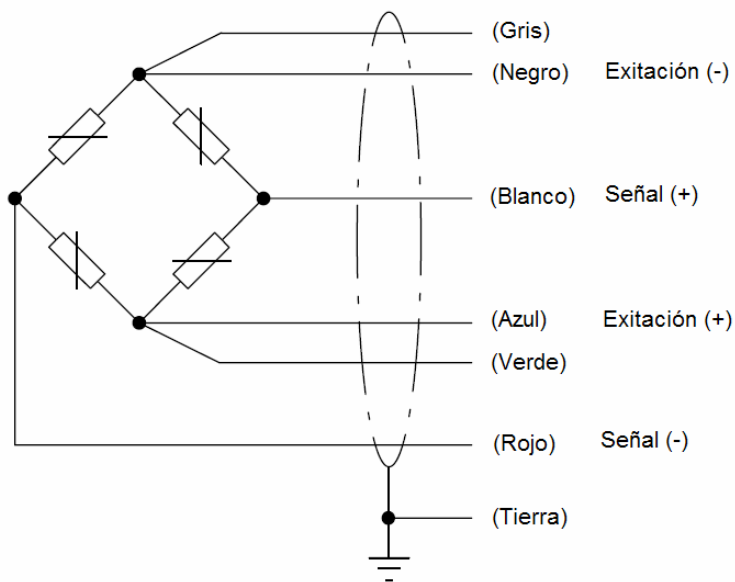 (Gris)
(Negro) Exitación (-)
(Blanco) Señal (+)
(Azul) Exitación (+)
(Verde)
(Rojo) Señal (-)
(Tierra)